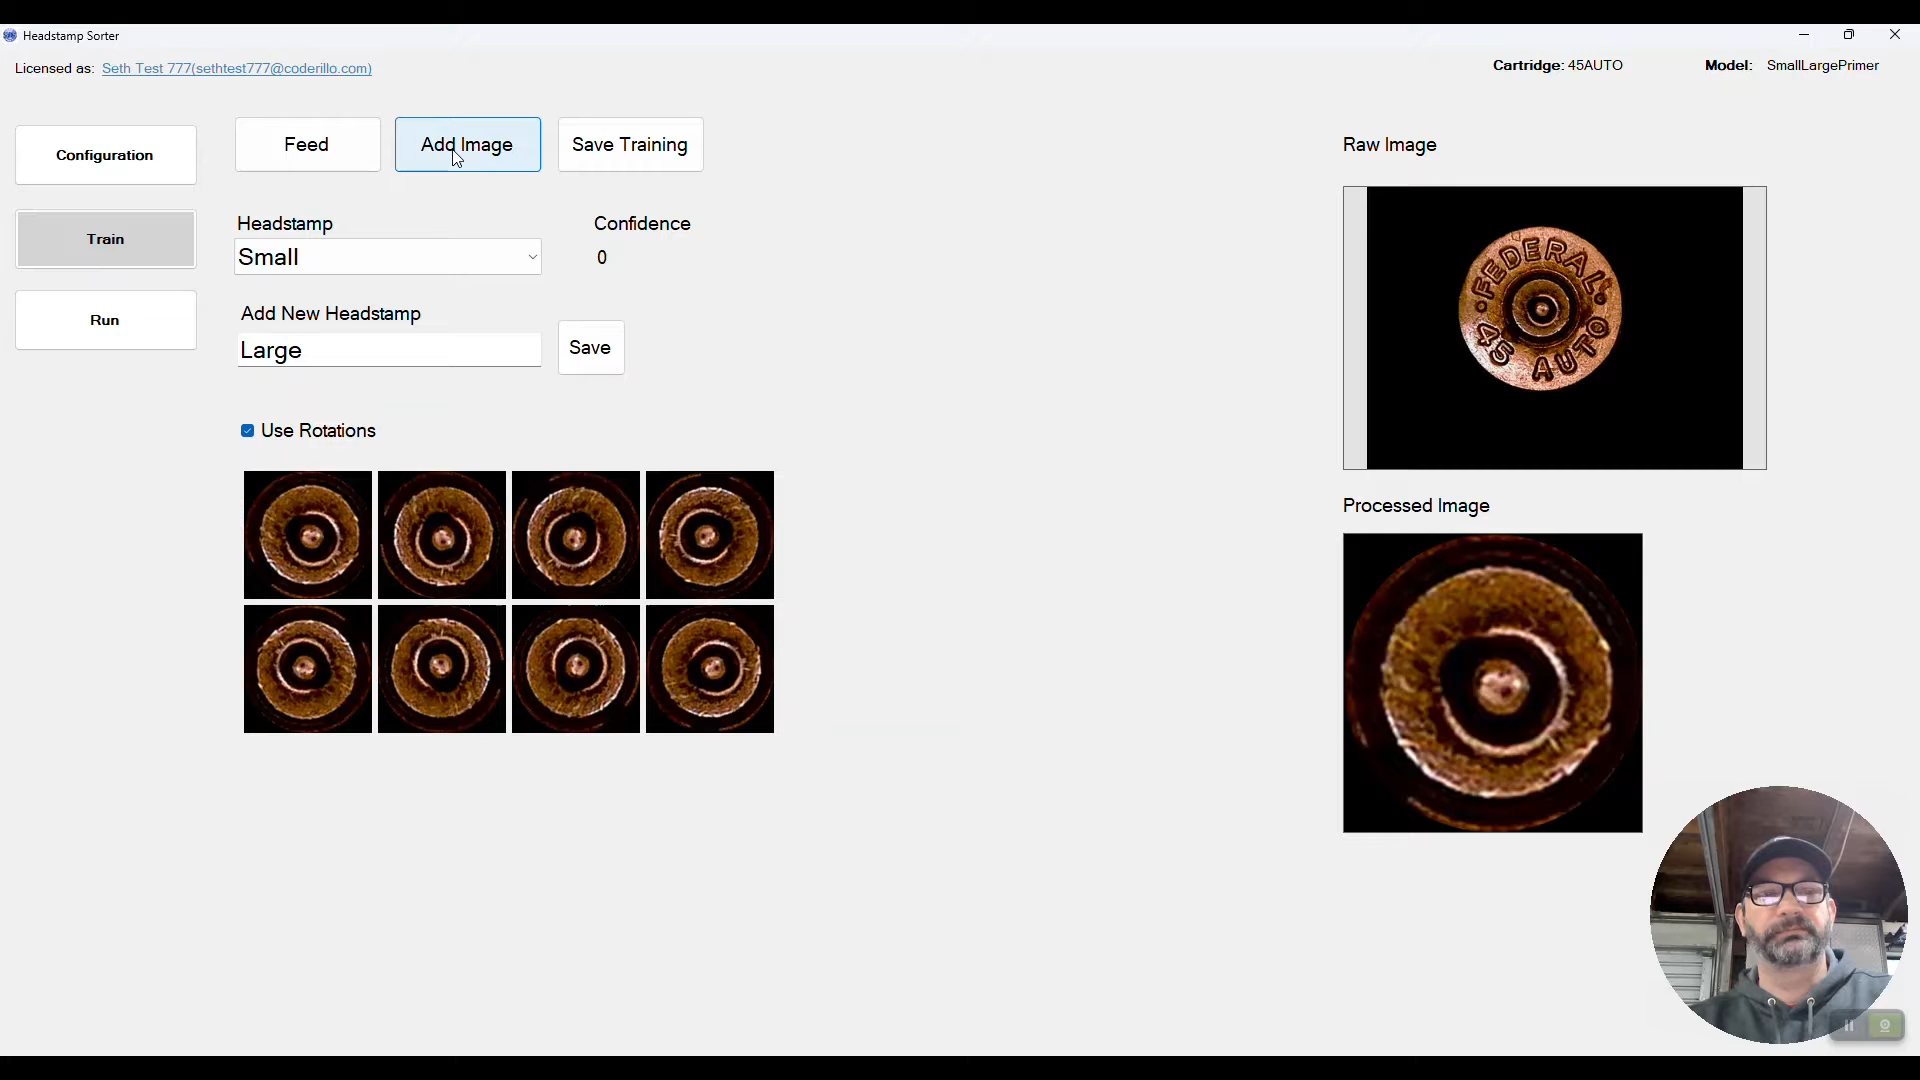 Headstamp Sorter
Licensed as: Seth Test 777(sethtest777@coderillo.com)
Cartridge: 45AUTO
Model: SmallLargePrimer
Configuration
Train
Run
Feed
Add Image
Save Training
Headstamp
Small
Confidence
0
Add New Headstamp
Large
Save
Use Rotations
Raw Image
• FEDERAL •
45 AUTO
Processed Image